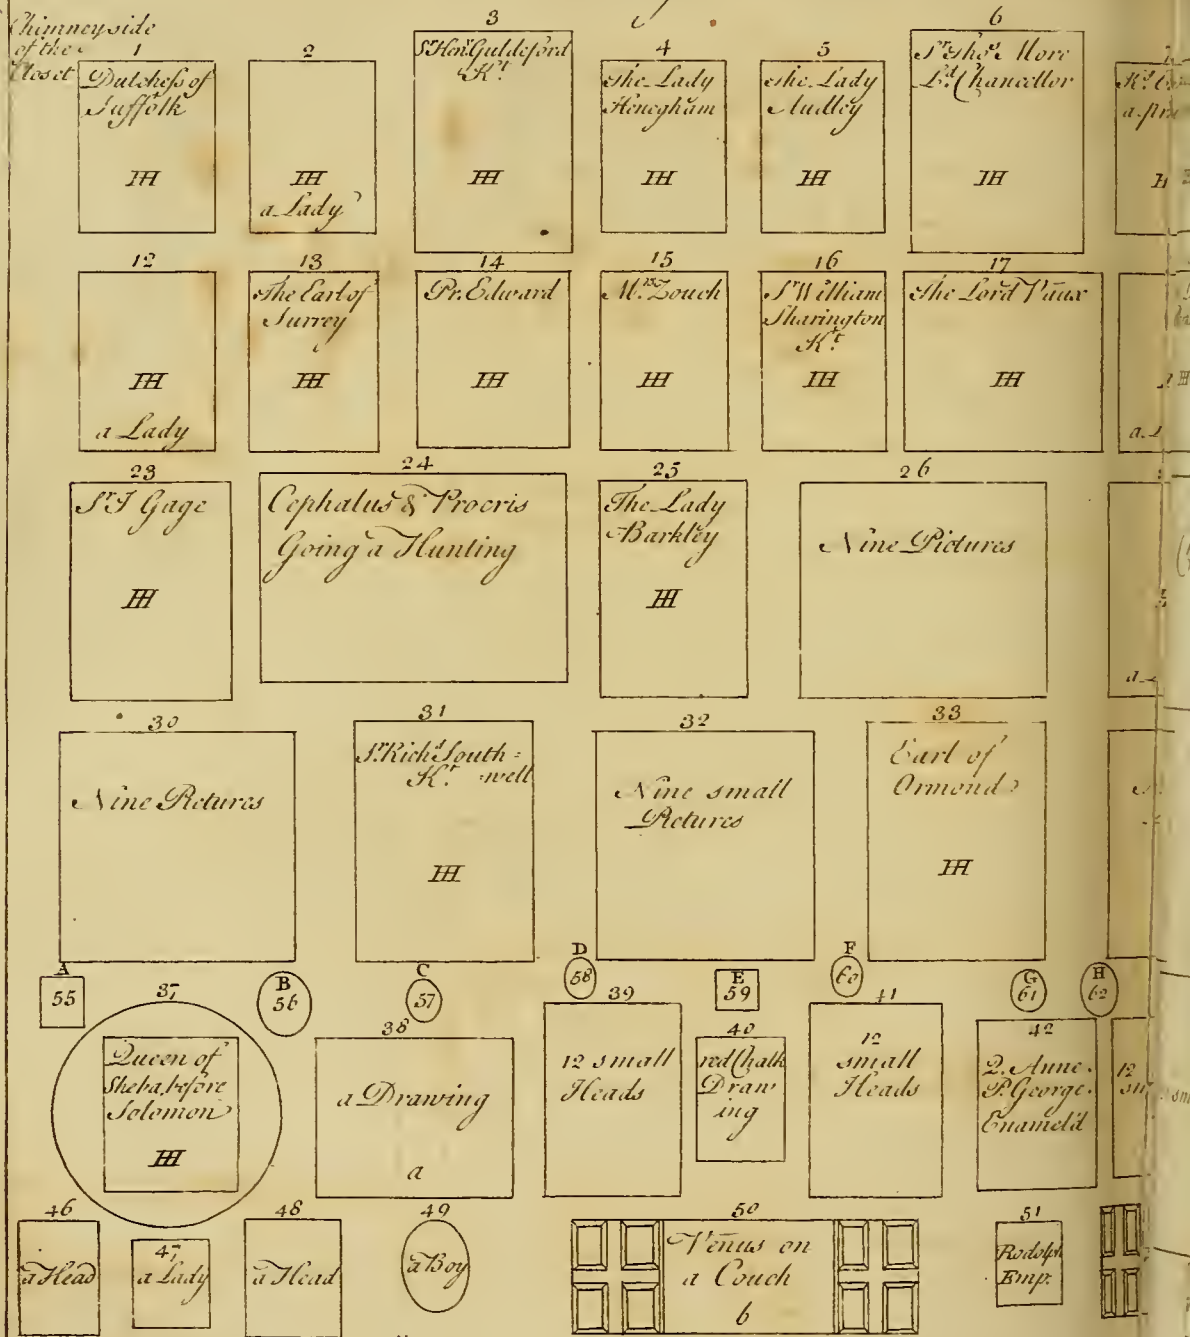 Chimneyside
of the
Closet
1
Dutchess of
Suffolk
HH
2
HH
a Lady
3
Sr. Henr. Guldeford
Kt.
HH
4
The Lady
Henegham
HH
5
The Lady
Audley
HH
6
Sr. Thos. More
Ld. Chancellor
HH
12
HH
a Lady
13
The Earl of
Surrey
HH
14
Pr. Edward
HH
15
Mrs. Zouch
HH
16
Sr. William
Sharington
Kt.
HH
17
The Lord Vaux
HH
23
Sr. J Gage
HH
24
Cephalus & Procris
Going a Hunting
25
The Lady
Barkley
HH
26
Nine Pictures
30
Nine Pictures
31
Sr. Richd. South=
Kt. =well
HH
32
Nine small
Pictures
33
Earl of
Ormond
HH
A
55
B
56
C
57
D
58
E
59
F
60
G
61
H
62
37
Queen of
Sheba, before
Solomon
HH
38
a Drawing
a
39
12 small
Heads
40
red Chalk
Draw
ing
41
12
small
Heads
42
Q. Anne.
P. George.
Enameld
12
46
a Head
47
a Lady
48
a Head
49
a Boy
50
Venus on
a Couch
b
51
Rodolph
Emp.